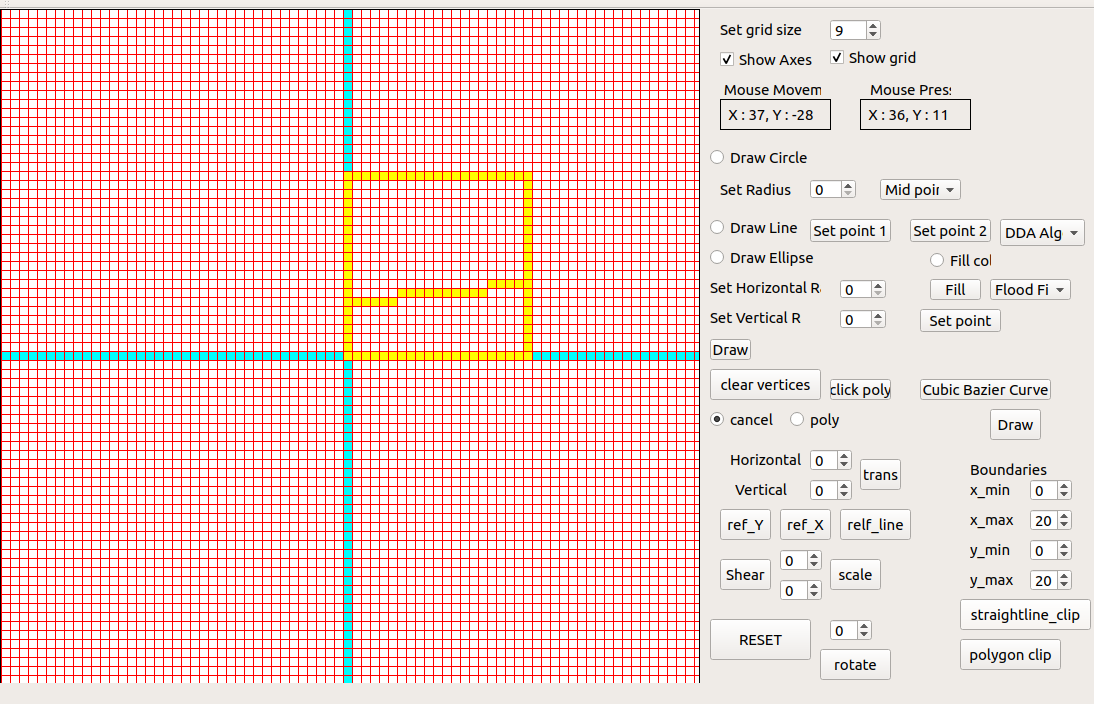 Set grid size 9
Show Axes Show grid
Mouse Movem Mouse Press
X : 37, Y : -28 X : 36, Y : 11
Draw Circle
Set Radius 0 Mid poir
Draw Line Set point 1 Set point 2 DDA Alg
Draw Ellipse Fill col
Set Horizontal R 0 Fill Flood Fi
Set Vertical R 0 Set point
Draw
clear vertices click poly Cubic Bazier Curve
cancel poly Draw
Horizontal 0 trans Boundaries
Vertical 0 x_min 0
ref_Y ref_X relf_line x_max 20
Shear 0 scale y_min 0
0 y_max 20
straightline_clip
RESET 0 polygon clip
rotate